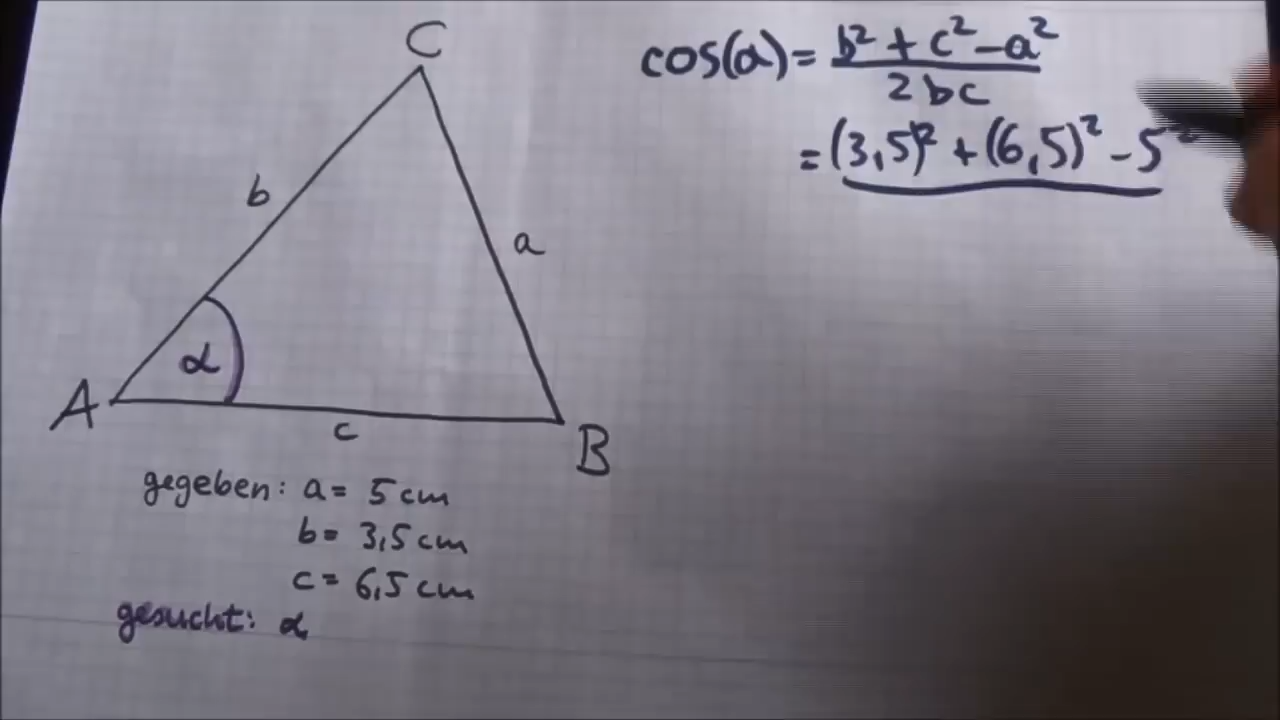 C
b
a
α
A
c
B
gegeben: a = 5 cm
b = 3,5 cm
c = 6,5 cm
gesucht: α
cos(α) = b² + c² - a²
2bc
= (3,5)² + (6,5)² - 5²